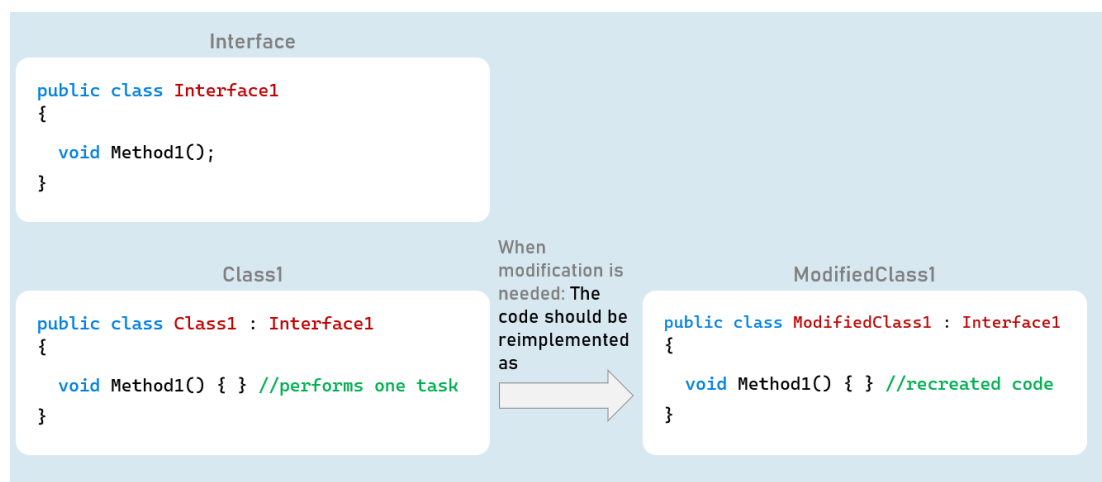 Interface
public class Interface1
{
void Method1();
}
Class1
public class Class1 : Interface1
{
void Method1() { } //performs one task
}
When
modification is
needed: The
code should be
reimplemented
as
ModifiedClass1
public class ModifiedClass1 : Interface1
{
void Method1() { } //recreated code
}